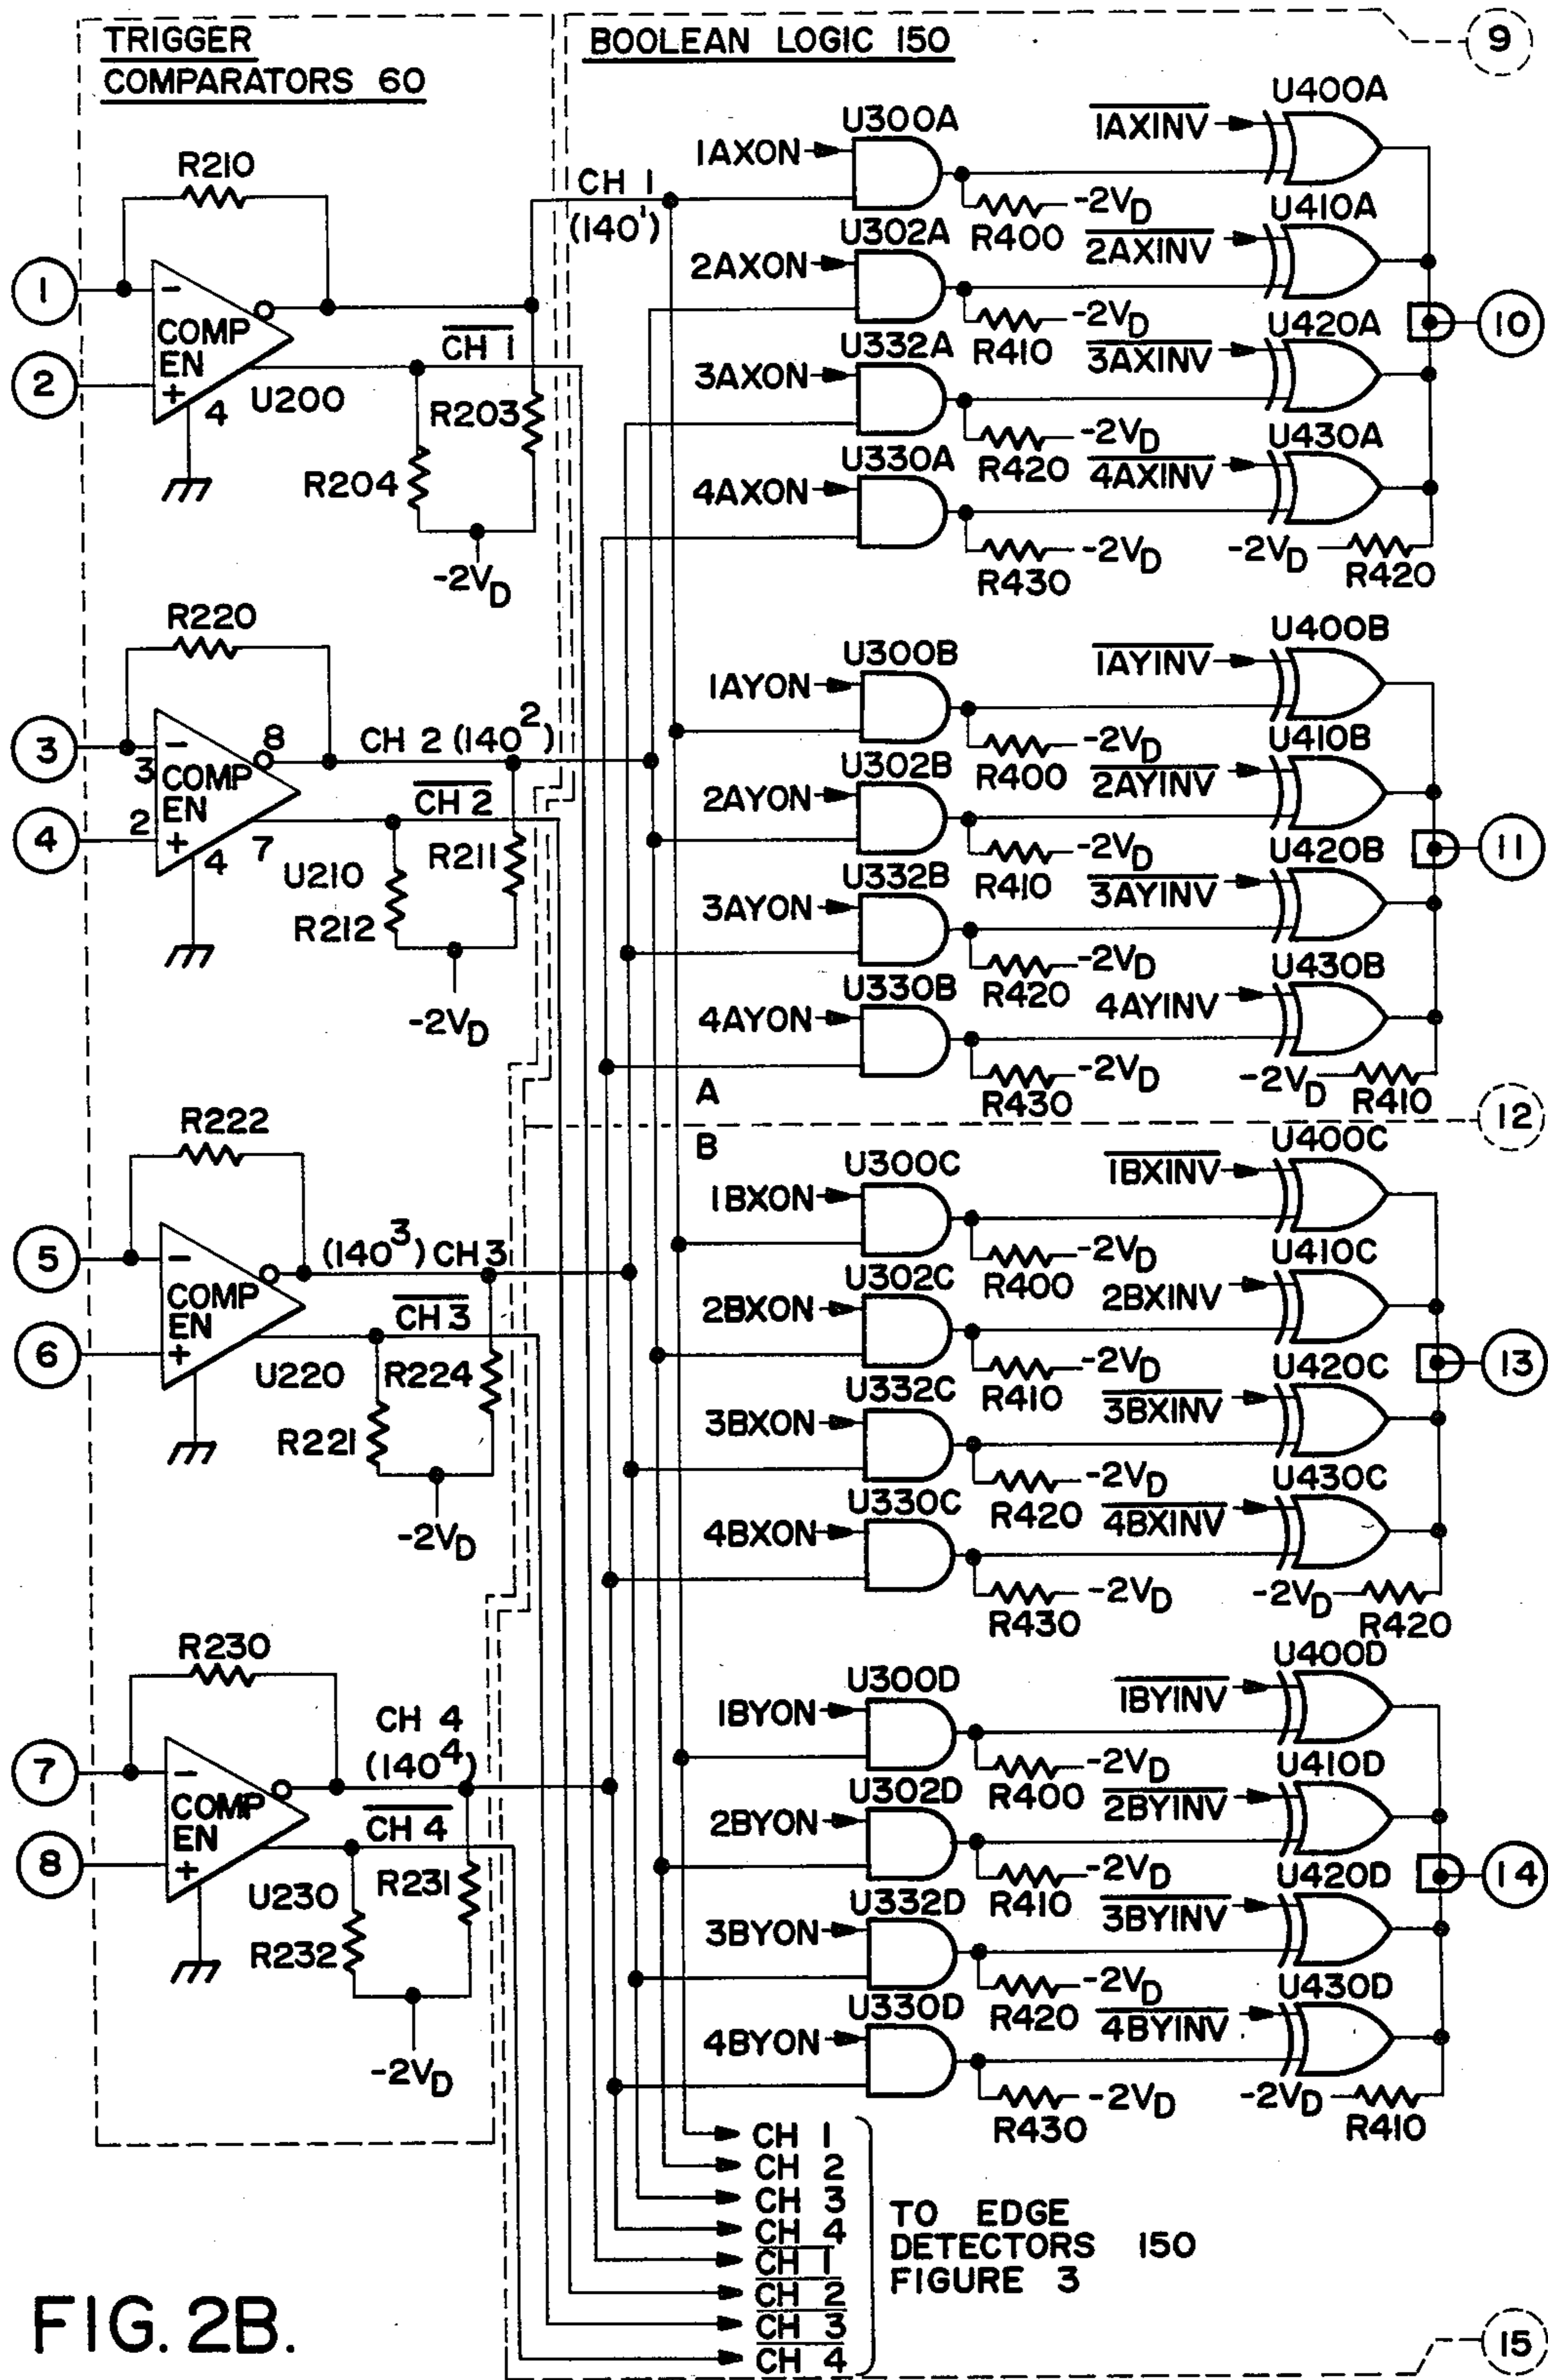 TRIGGER
COMPARATORS 60
BOOLEAN LOGIC 150
9
R210
1
2
COMP
EN
-
+
4
U200
CH 1
R203
R204
-2VD
CH 1
(140¹)
U300A
1AXON
R400
-2VD
1AXINV
U400A
U302A
2AXON
R410
-2VD
2AXINV
U410A
U332A
3AXON
R420
-2VD
3AXINV
U420A
U330A
4AXON
R430
-2VD
4AXINV
U430A
-2VD
R420
10
R220
3
4
-
3
COMP
EN
2
+
4
8
7
CH 2 (140²)
CH 2
U210
R211
R212
-2VD
U300B
1AYON
R400
-2VD
1AYINV
U400B
U302B
2AYON
R410
-2VD
2AYINV
U410B
U332B
3AYON
R420
-2VD
3AYINV
U420B
U330B
4AYON
R430
-2VD
4AYINV
U430B
-2VD
R410
11
A
B
12
R222
5
6
-
COMP
EN
+
(140³) CH 3
CH 3
U220
R224
R221
-2VD
U300C
1BXON
R400
-2VD
1BXINV
U400C
U302C
2BXON
R410
-2VD
2BXINV
U410C
U332C
3BXON
R420
-2VD
3BXINV
U420C
U330C
4BXON
R430
-2VD
4BXINV
U430C
-2VD
R420
13
R230
7
8
-
COMP
EN
+
CH 4
(140⁴)
CH 4
U230
R231
R232
-2VD
U300D
1BYON
R400
-2VD
1BYINV
U400D
U302D
2BYON
R410
-2VD
2BYINV
U410D
U332D
3BYON
R420
-2VD
3BYINV
U420D
U330D
4BYON
R430
-2VD
4BYINV
U430D
-2VD
R410
14
CH 1
CH 2
CH 3
CH 4
CH 1
CH 2
CH 3
CH 4
TO EDGE
DETECTORS 150
FIGURE 3
15
FIG. 2B.